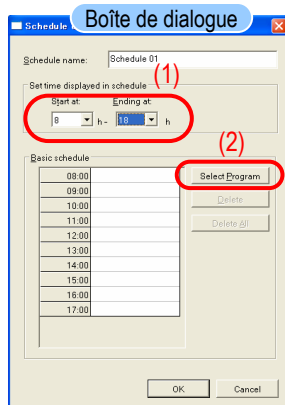 Boîte de dialogue
Schedule
Schedule name: Schedule 01
Set time displayed in schedule
(1)
Start at: Ending at:
8 h - 18 h
(2)
Basic schedule
08:00
Select Program
09:00
Delete
10:00
11:00
Delete All
12:00
13:00
14:00
15:00
16:00
17:00
OK Cancel